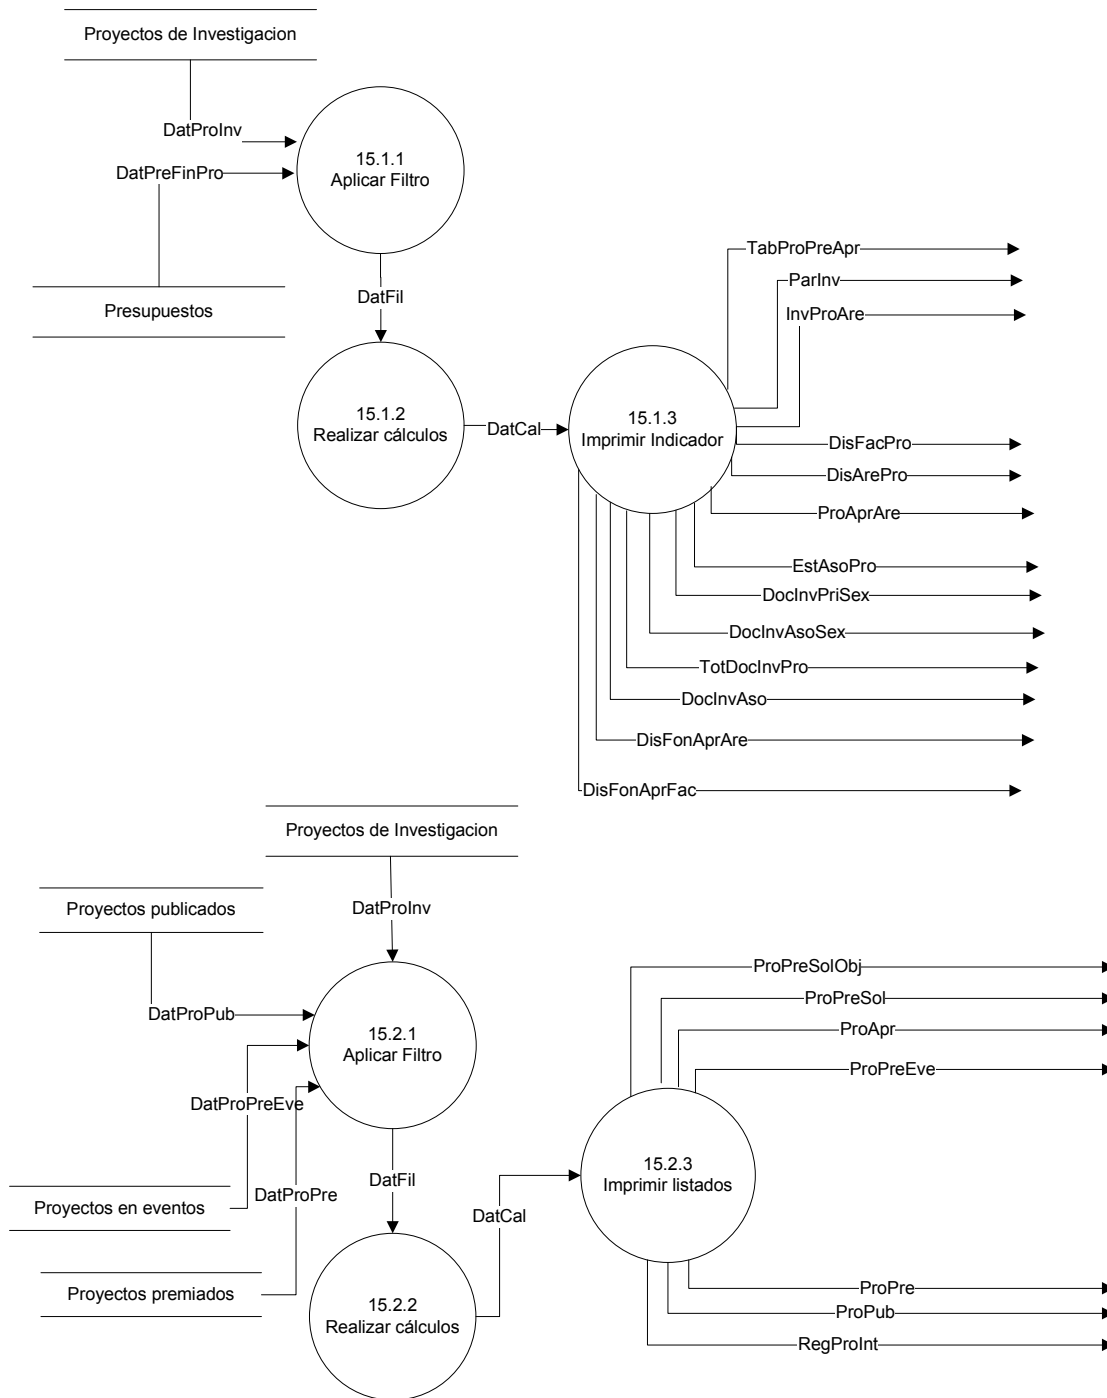 Proyectos de Investigacion
DatProInv
DatPreFinPro
15.1.1
Aplicar Filtro
Presupuestos
DatFil
15.1.2
Realizar cálculos
DatCal
15.1.3
Imprimir Indicador
TabProPreApr
ParInv
InvProAre
DisFacPro
DisArePro
ProAprAre
EstAsoPro
DocInvPriSex
DocInvAsoSex
TotDocInvPro
DocInvAso
DisFonAprAre
DisFonAprFac
Proyectos de Investigacion
Proyectos publicados
DatProInv
DatProPub
15.2.1
Aplicar Filtro
DatProPreEve
DatProPre
Proyectos en eventos
Proyectos premiados
DatFil
15.2.2
Realizar cálculos
DatCal
15.2.3
Imprimir listados
ProPreSolObj
ProPreSol
ProApr
ProPreEve
ProPre
ProPub
RegProInt